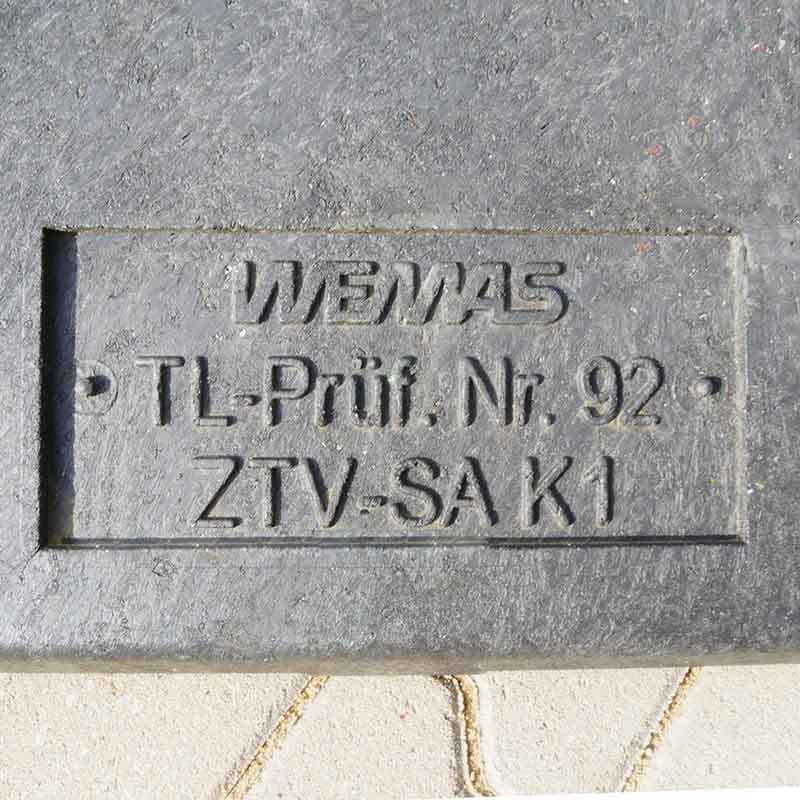 WEMAS
TL-Prüf. Nr. 92
ZTV-SA K1